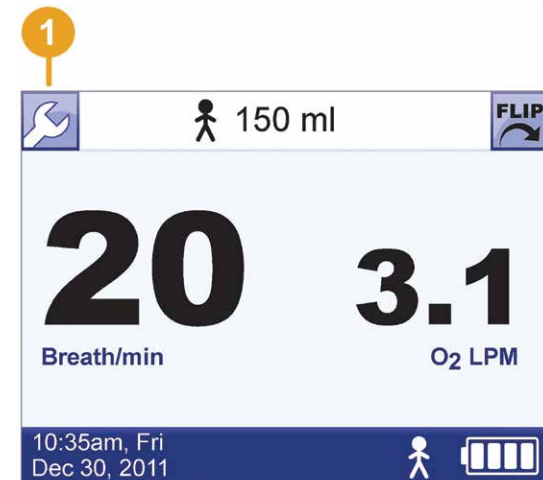 1
150 ml
FLIP
20
3.1
Breath/min
O₂ LPM
10:35am, Fri
Dec 30, 2011